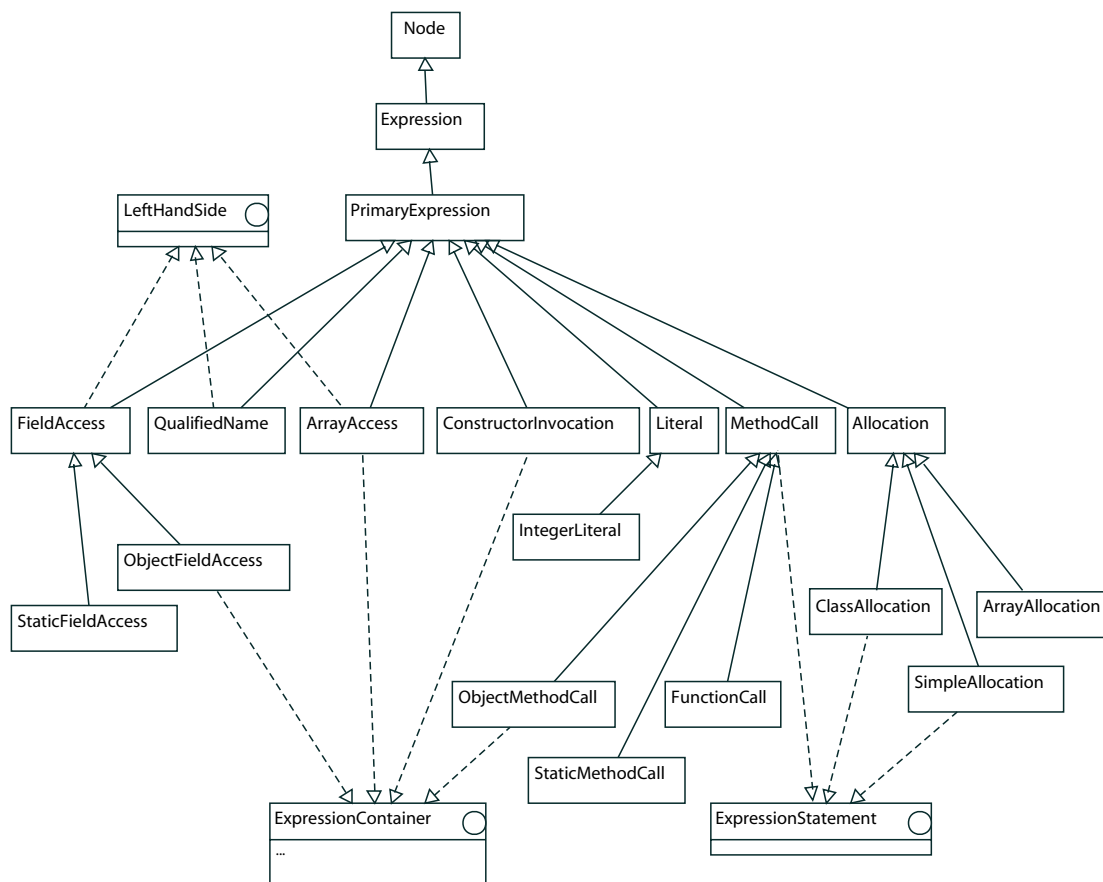 Node
Expression
LeftHandSide
PrimaryExpression
FieldAccess
QualifiedName
ArrayAccess
ConstructorInvocation
Literal
MethodCall
Allocation
IntegerLiteral
ObjectFieldAccess
ClassAllocation
ArrayAllocation
StaticFieldAccess
SimpleAllocation
ObjectMethodCall
FunctionCall
StaticMethodCall
ExpressionContainer
...
ExpressionStatement